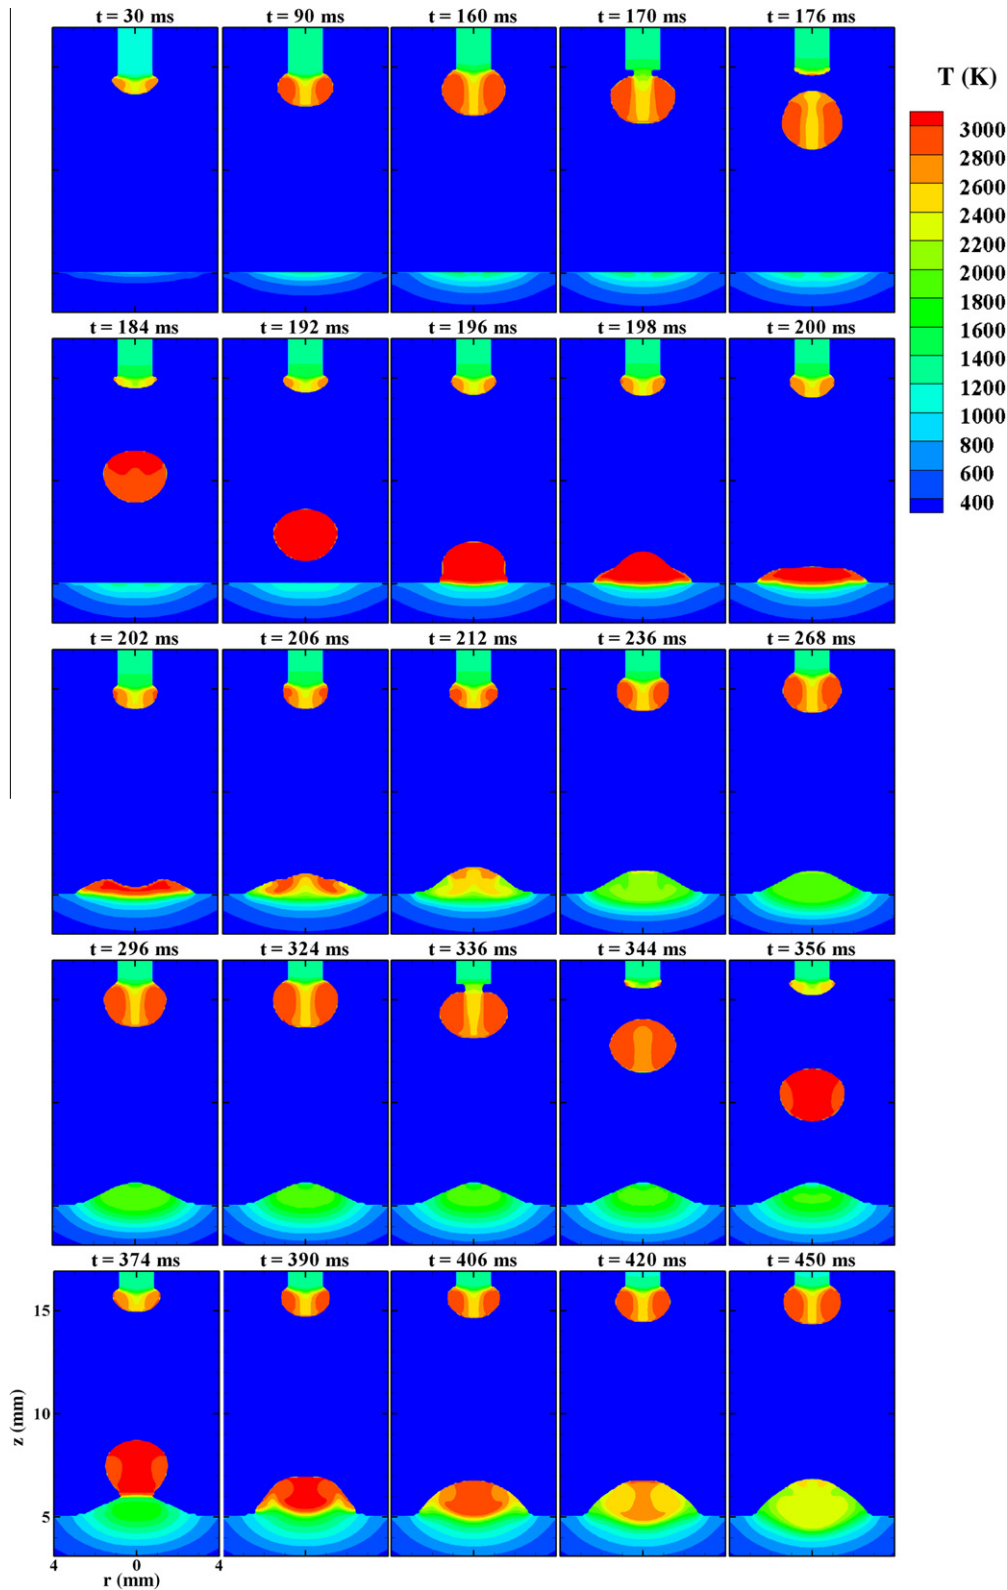 t = 30 ms t = 90 ms t = 160 ms t = 170 ms t = 176 ms
T (K)
3000
2800
2600
2400
2200
2000
1800
1600
1400
1200
1000
800
600
400
t = 184 ms t = 192 ms t = 196 ms t = 198 ms t = 200 ms
t = 202 ms t = 206 ms t = 212 ms t = 236 ms t = 268 ms
t = 296 ms t = 324 ms t = 336 ms t = 344 ms t = 356 ms
t = 374 ms t = 390 ms t = 406 ms t = 420 ms t = 450 ms
15
10
5
z (mm)
4 0 4
r (mm)